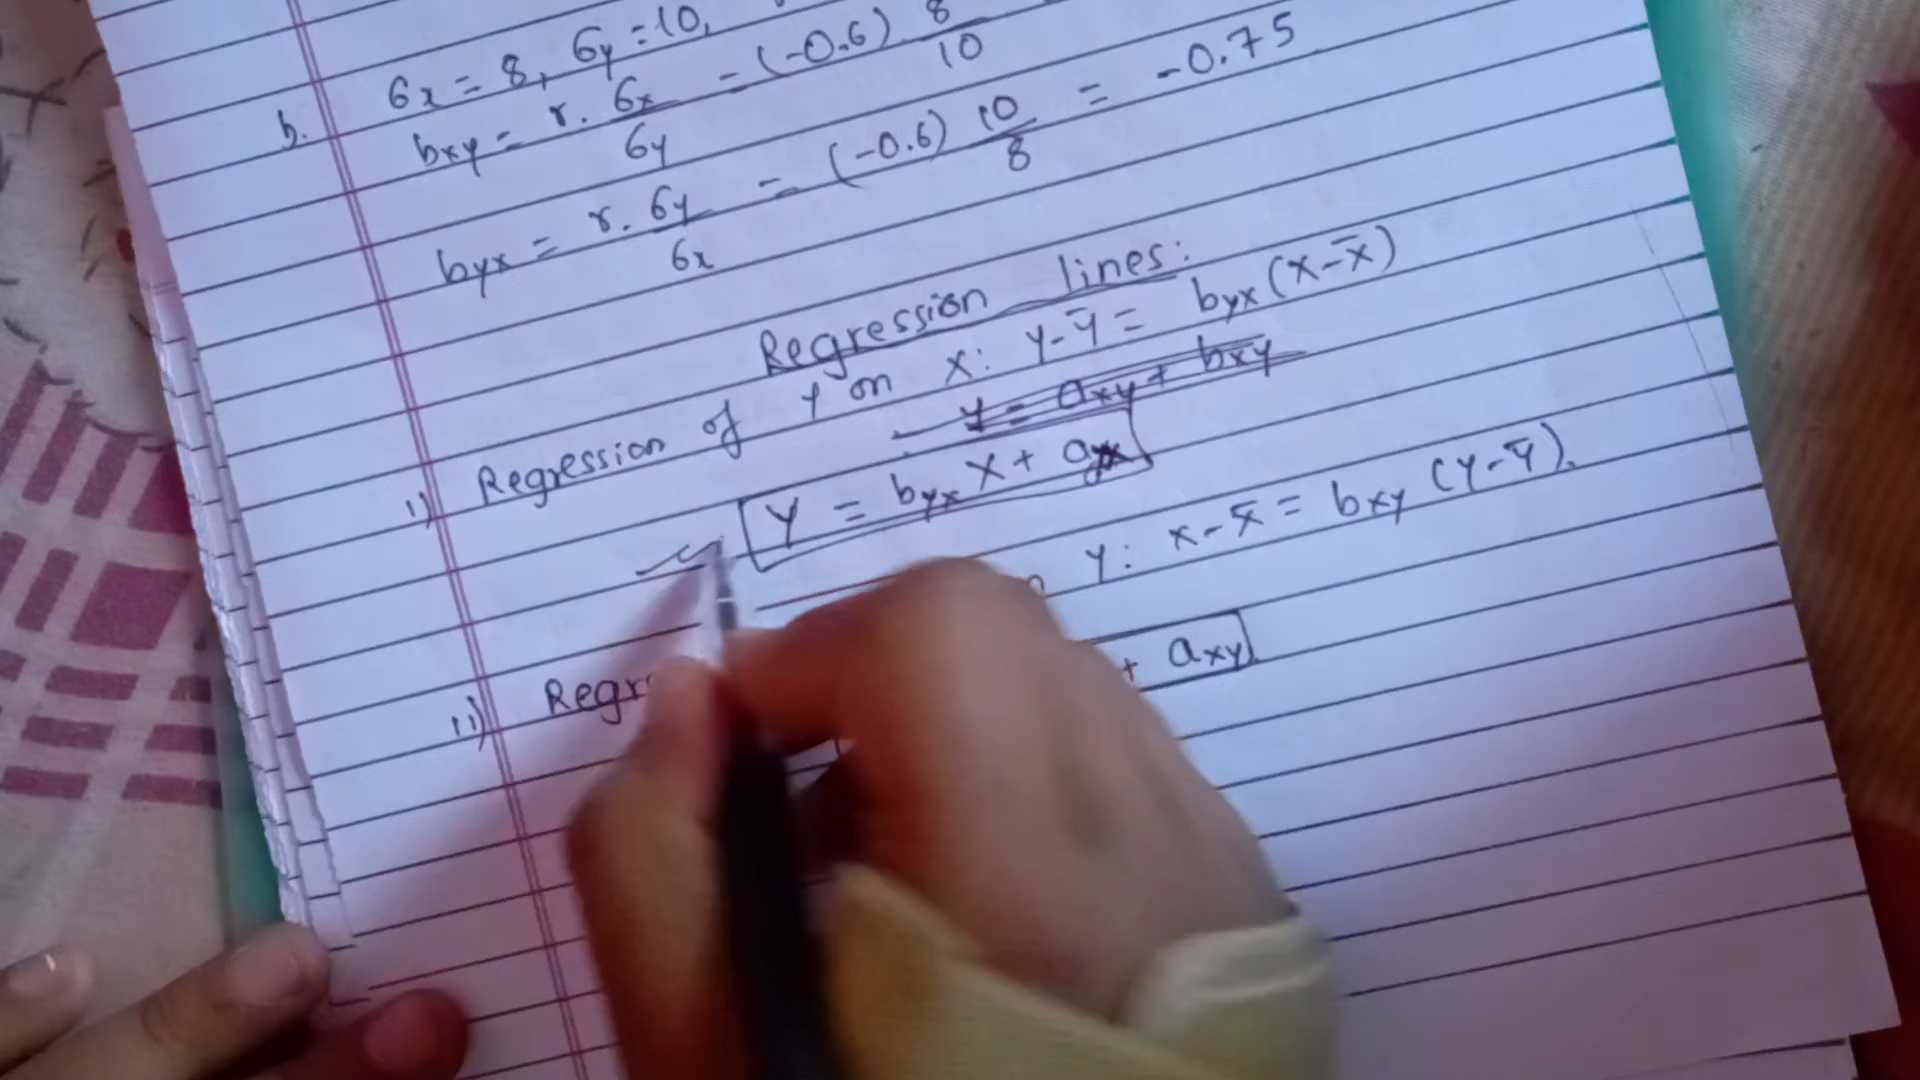 b. 6x = 8, 6y = 10,
bxy = r. 6x/6y = (-0.6) 8/10
byx = r. 6y/6x = (-0.6) 10/8 = -0.75
Regression lines:
i) Regression of Y on X: Y-Ȳ = byx (X-X̄)
y = axy + bxy
Y = byx X + ayx
ii) Regr Y: X-X̄ = bxy (Y-Ȳ).
+ axy